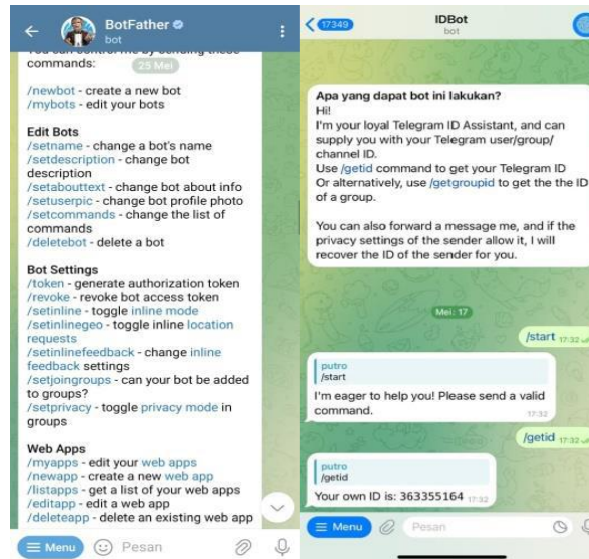 BotFather
bot
commands:
25 Mei
/newbot - create a new bot
/mybots - edit your bots
Edit Bots
/setname - change a bot's name
/setdescription - change bot
description
/setabouttext - change bot about info
/setuserpic - change bot profile photo
/setcommands - change the list of
commands
/deletebot - delete a bot
Bot Settings
/token - generate authorization token
/revoke - revoke bot access token
/setinline - toggle inline mode
/setinlinegeo - toggle inline location
requests
/setinlinefeedback - change inline
feedback settings
/setjoingroups - can your bot be added
to groups?
/setprivacy - toggle privacy mode in
groups
Web Apps
/myapps - edit your web apps
/newapp - create a new web app
/listapps - get a list of your web apps
/editapp - edit a web app
/deleteapp - delete an existing web app
Menu
Pesan
17349
IDBot
bot
Apa yang dapat bot ini lakukan?
Hi!
I'm your loyal Telegram ID Assistant, and can
supply you with your Telegram user/group/
channel ID.
Use /getid command to get your Telegram ID
Or alternatively, use /getgroupid to get the the ID
of a group.
You can also forward a message me, and if the
privacy settings of the sender allow it, I will
recover the ID of the sender for you.
Mei 17
/start 17:32
putro
/start
I'm eager to help you! Please send a valid
command. 17:32
/getid 17:32
putro
/getid
Your own ID is: 363355164 17:32
Menu
Pesan